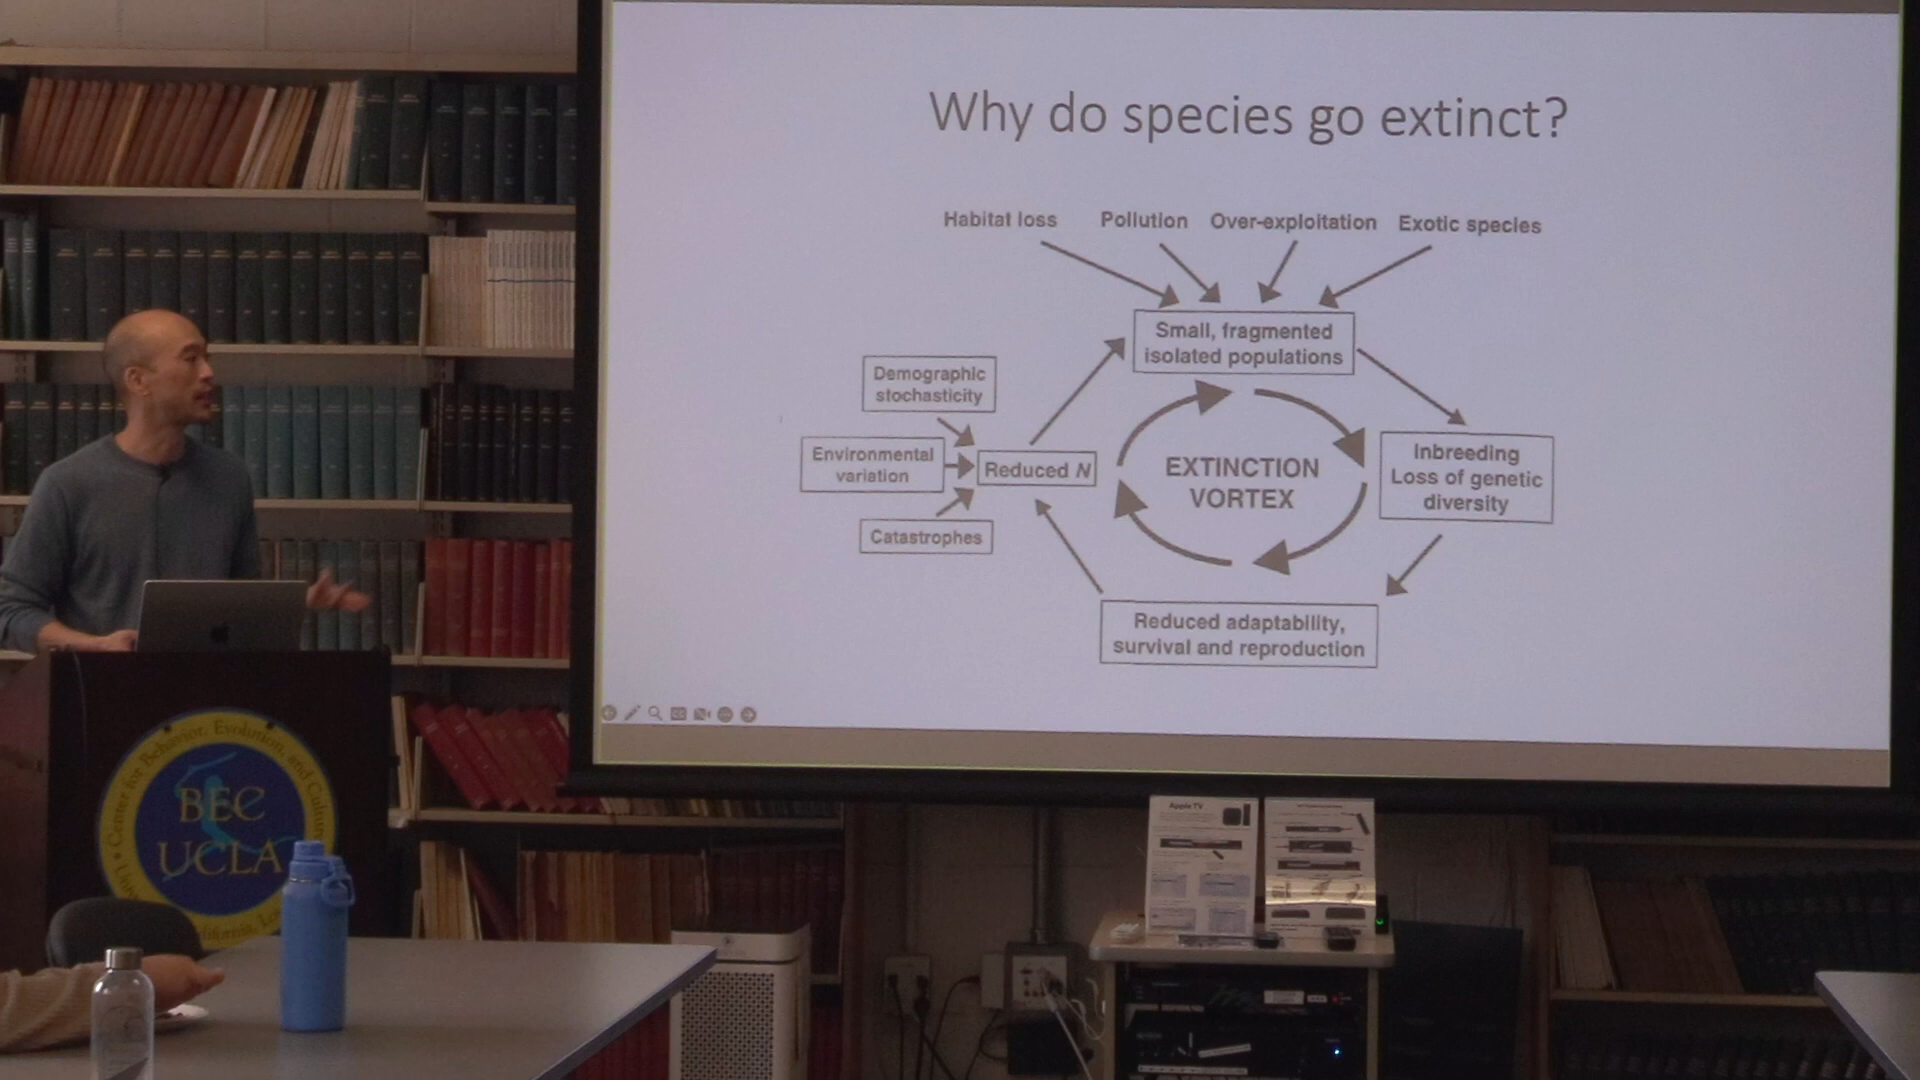 Why do species go extinct?
Habitat loss
Pollution
Over-exploitation
Exotic species
Small, fragmented
isolated populations
Demographic
stochasticity
Environmental
variation
Catastrophes
Reduced N
EXTINCTION
VORTEX
Inbreeding
Loss of genetic
diversity
Reduced adaptability,
survival and reproduction
Center for Behavior, Evolution, and Culture
BEC
UCLA
Apple TV